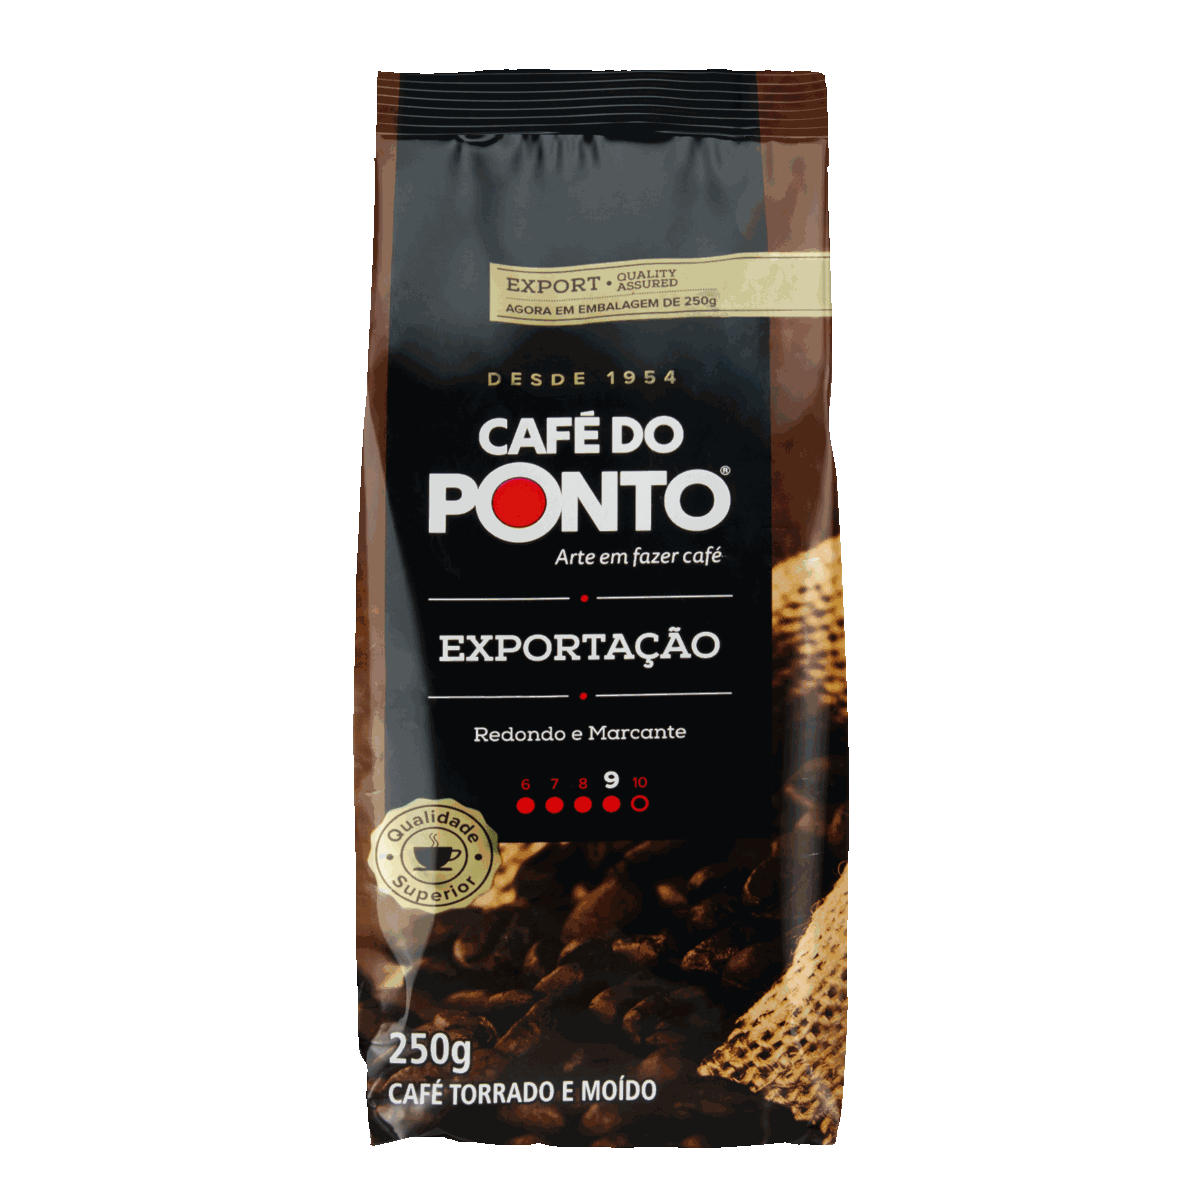 EXPORT • QUALITY ASSURED
AGORA EM EMBALAGEM DE 250g
DESDE 1954
CAFÉ DO
PONTO®
Arte em fazer café
EXPORTAÇÃO
Redondo e Marcante
6 7 8 9 10
Qualidade
Superior
250g
CAFÉ TORRADO E MOÍDO